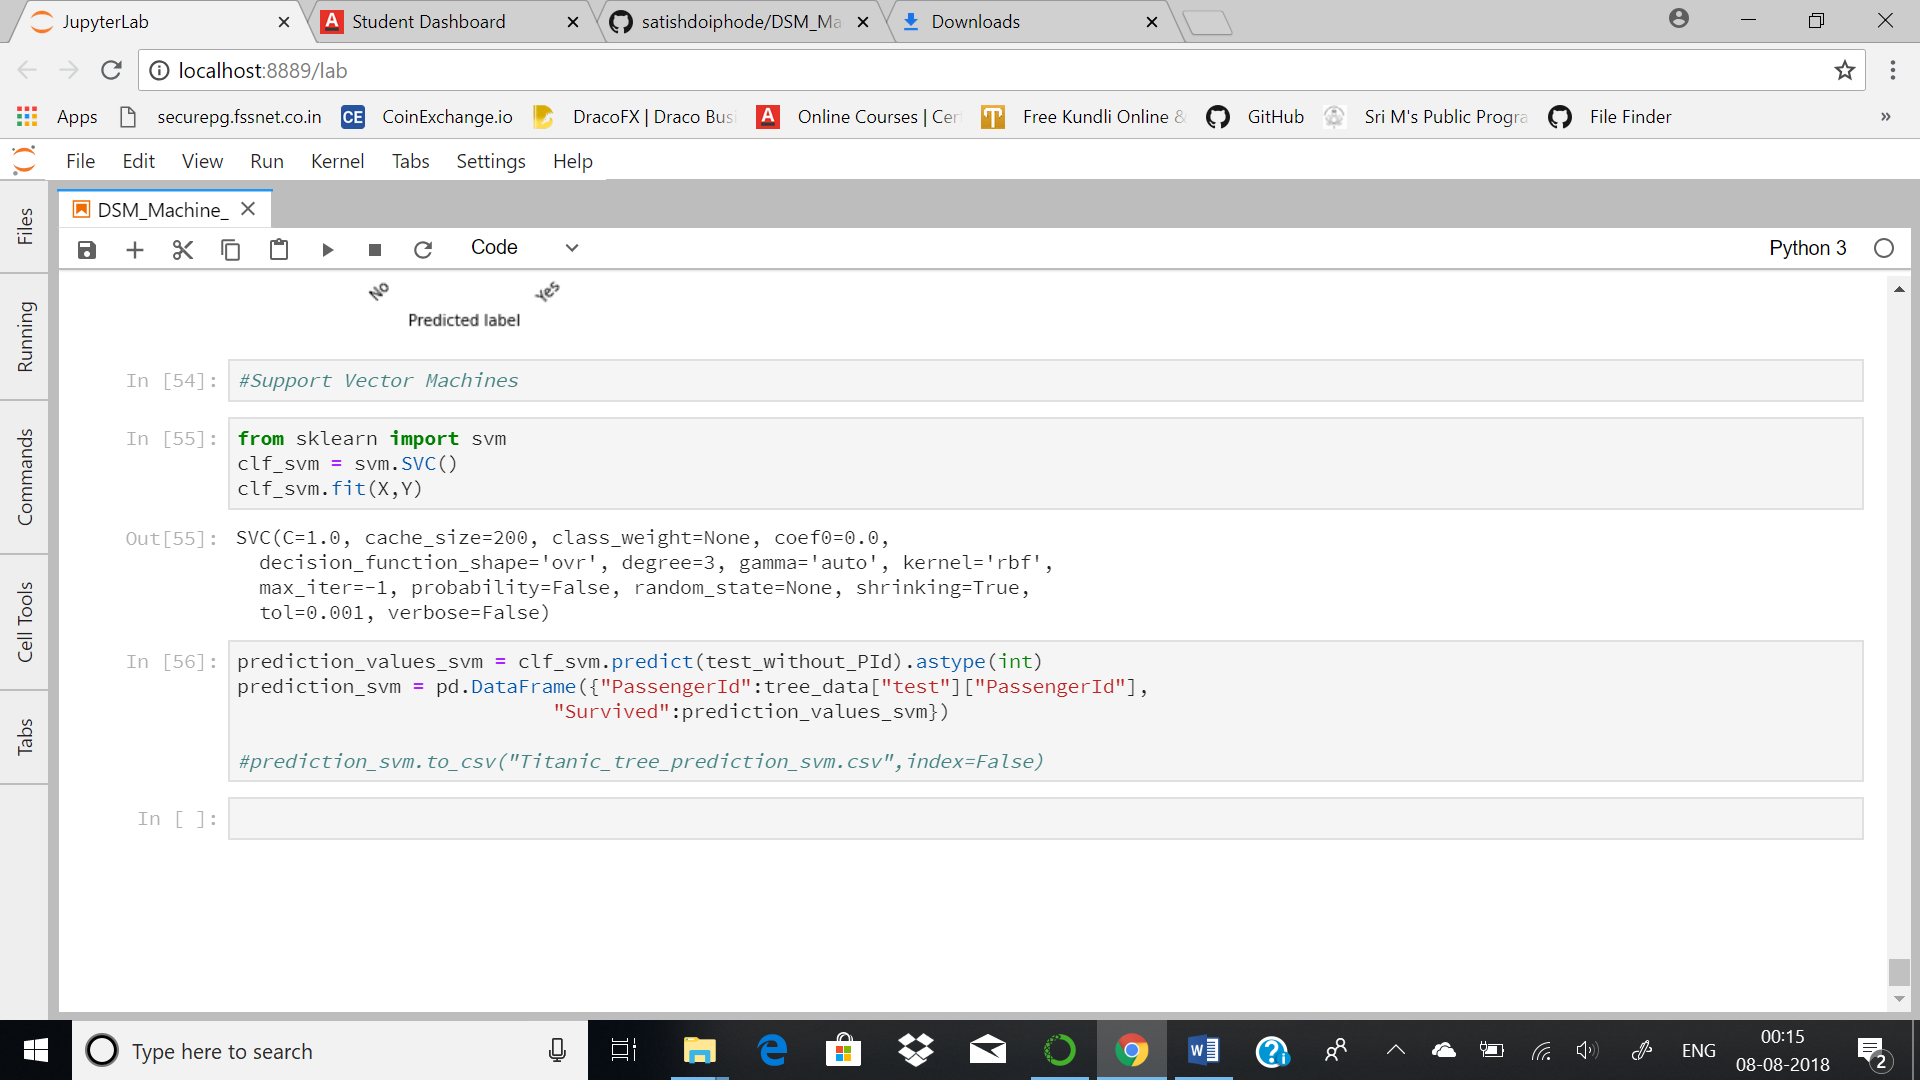 JupyterLab
Student Dashboard
satishdoiphode/DSM_Ma
Downloads
localhost:8889/lab
Apps
securepg.fssnet.co.in
CE
CoinExchange.io
DracoFX | Draco Busi
Online Courses | Cer
Free Kundli Online &
GitHub
Sri M's Public Progra
File Finder
»
File Edit View Run Kernel Tabs Settings Help
Files
Running
Commands
Cell Tools
Tabs
DSM_Machine_
Code
Python 3
No
Yes
Predicted label
In [54]: #Support Vector Machines
In [55]: from sklearn import svm
clf_svm = svm.SVC()
clf_svm.fit(X,Y)
Out[55]: SVC(C=1.0, cache_size=200, class_weight=None, coef0=0.0,
decision_function_shape='ovr', degree=3, gamma='auto', kernel='rbf',
max_iter=-1, probability=False, random_state=None, shrinking=True,
tol=0.001, verbose=False)
In [56]: prediction_values_svm = clf_svm.predict(test_without_PId).astype(int)
prediction_svm = pd.DataFrame({"PassengerId":tree_data["test"]["PassengerId"],
"Survived":prediction_values_svm})
#prediction_svm.to_csv("Titanic_tree_prediction_svm.csv",index=False)
In [ ]:
Type here to search
ENG
00:15
08-08-2018
2